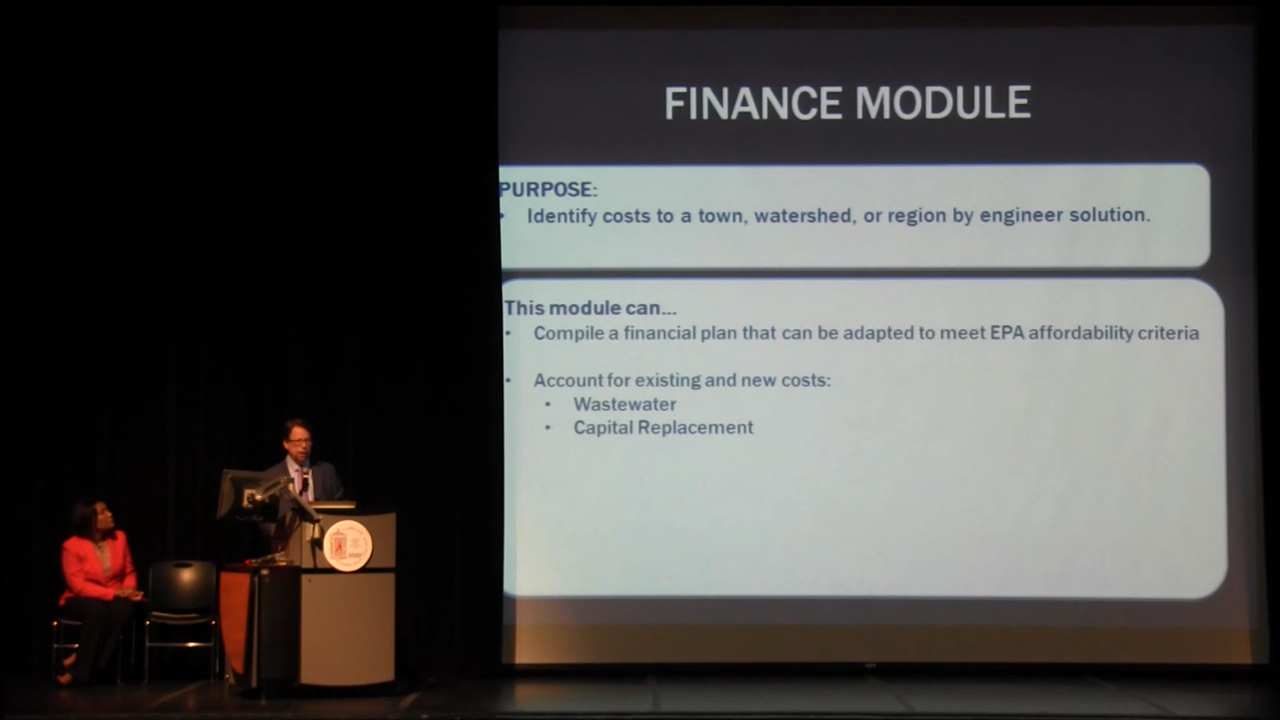 FINANCE MODULE
PURPOSE:
• Identify costs to a town, watershed, or region by engineer solution.
This module can...
• Compile a financial plan that can be adapted to meet EPA affordability criteria
• Account for existing and new costs:
• Wastewater
• Capital Replacement